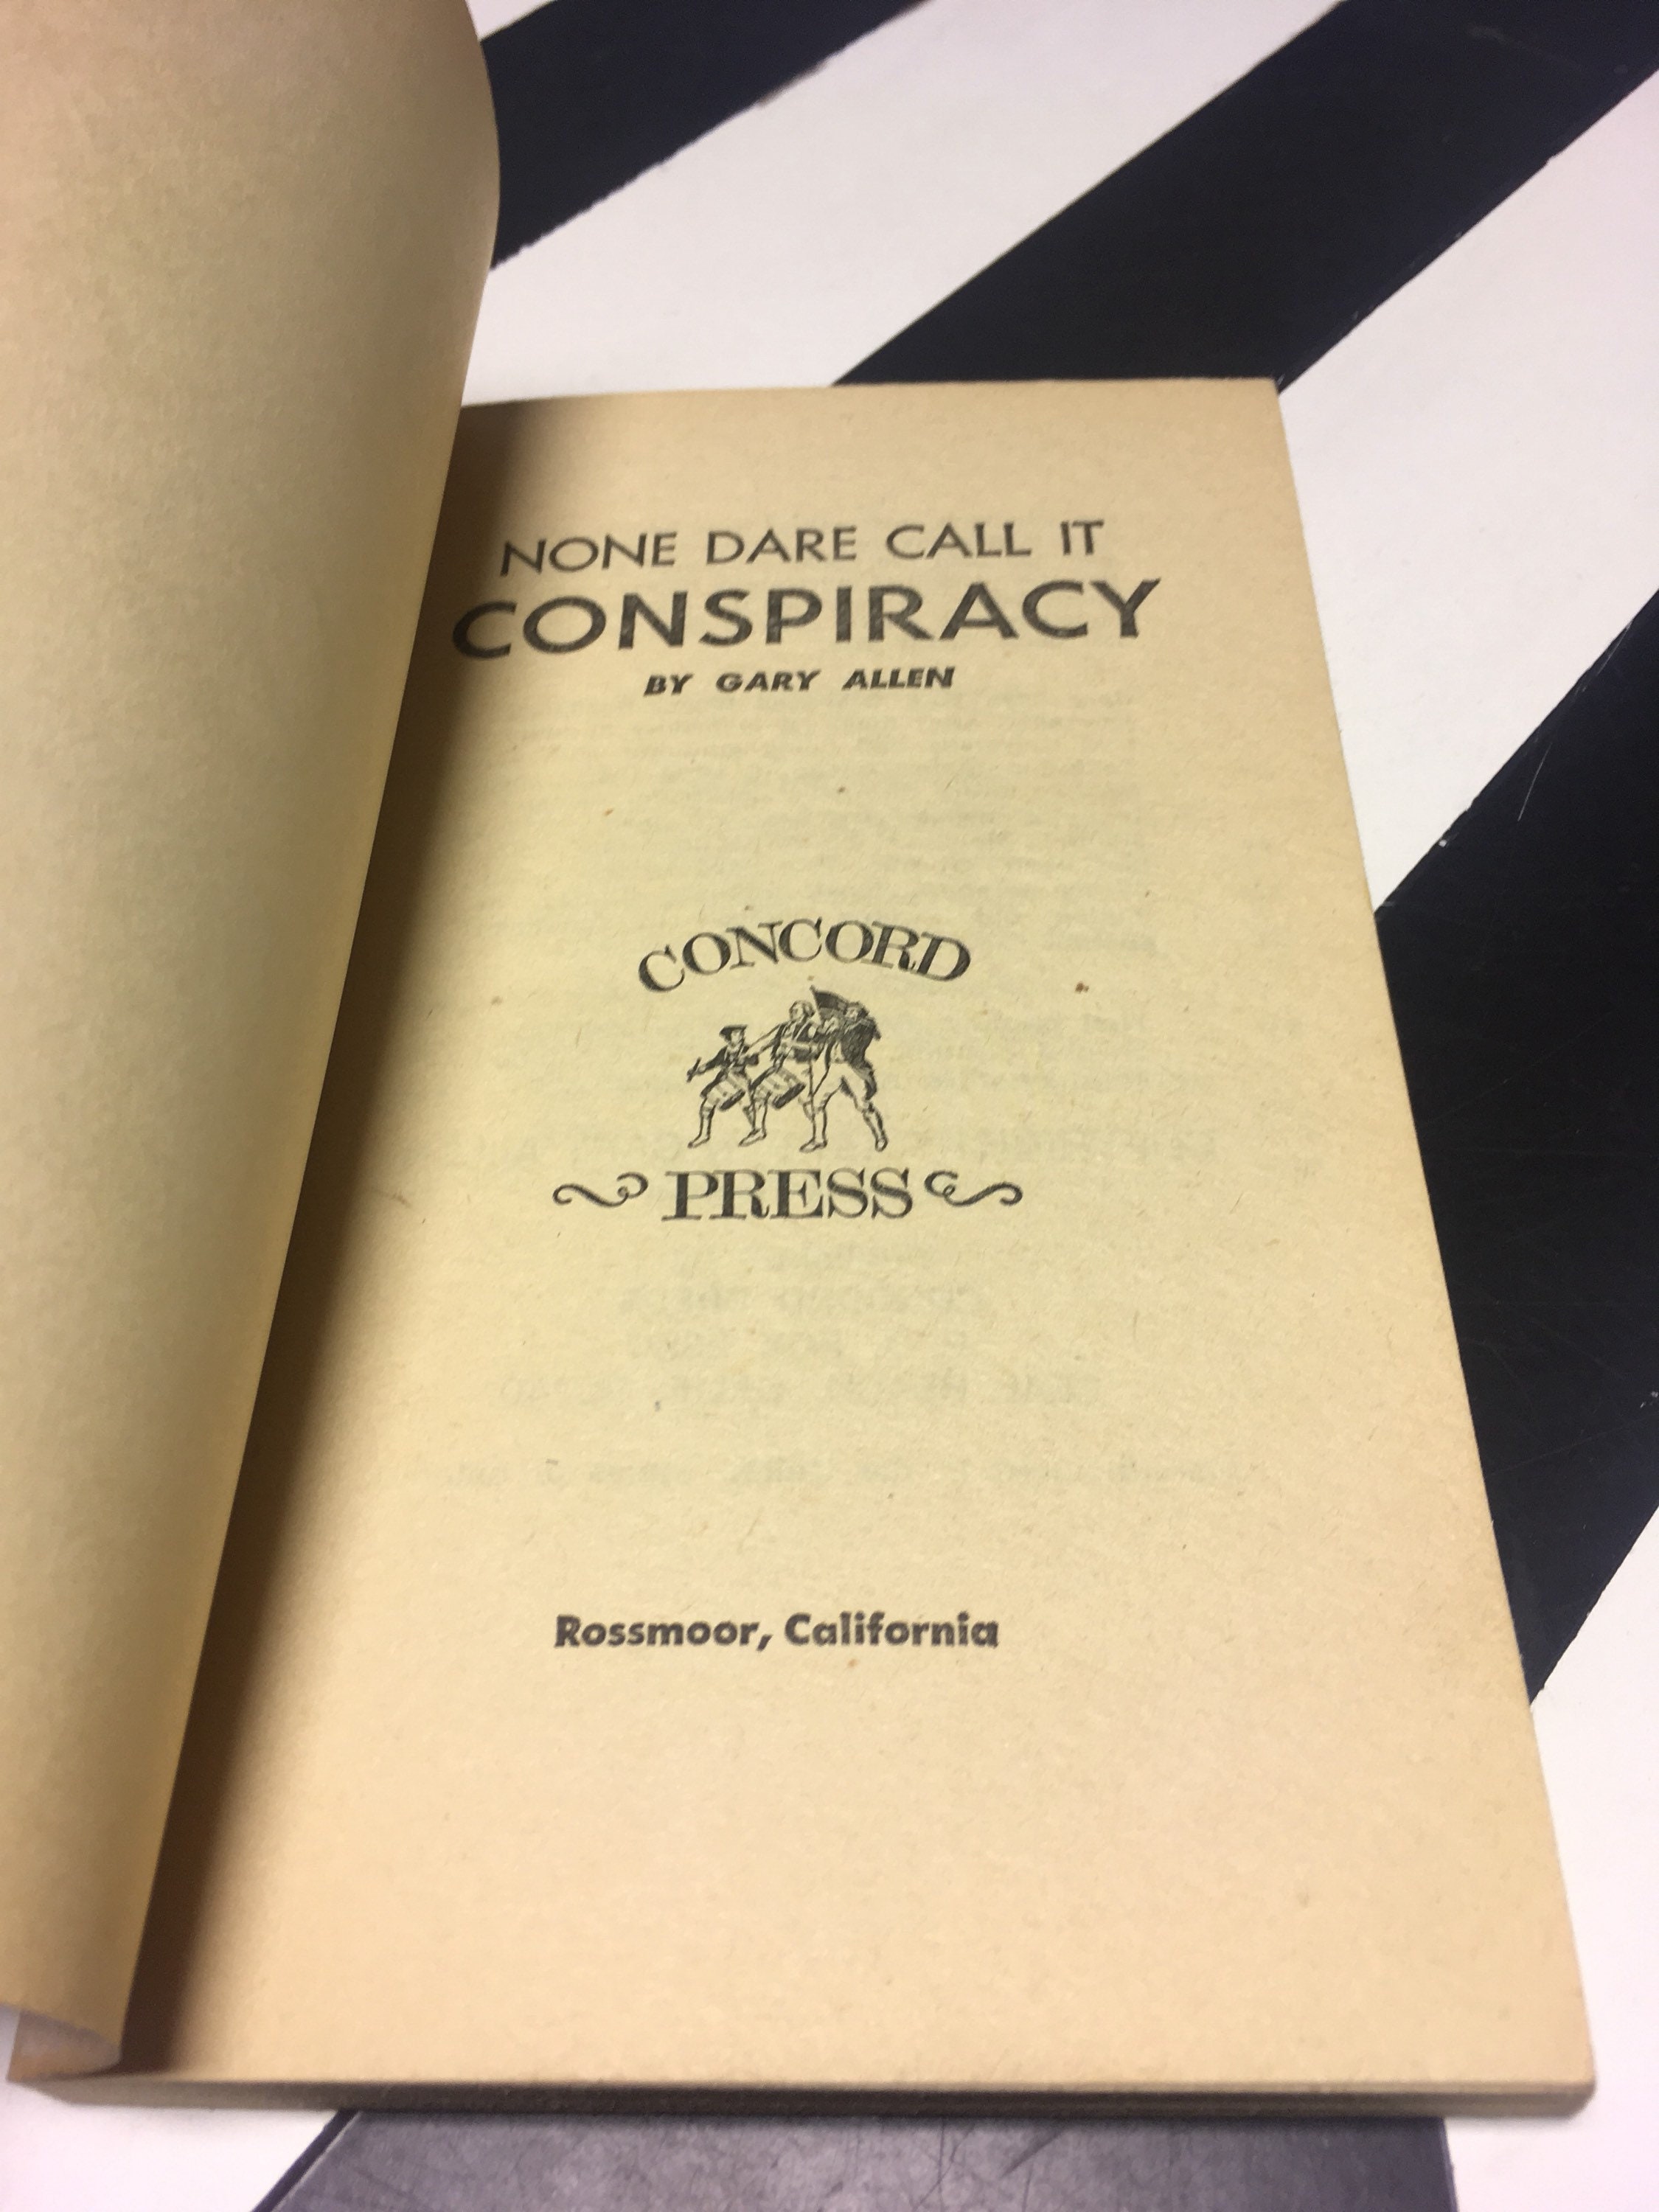 NONE DARE CALL IT
CONSPIRACY
BY GARY ALLEN
CONCORD
PRESS
Rossmoor, California